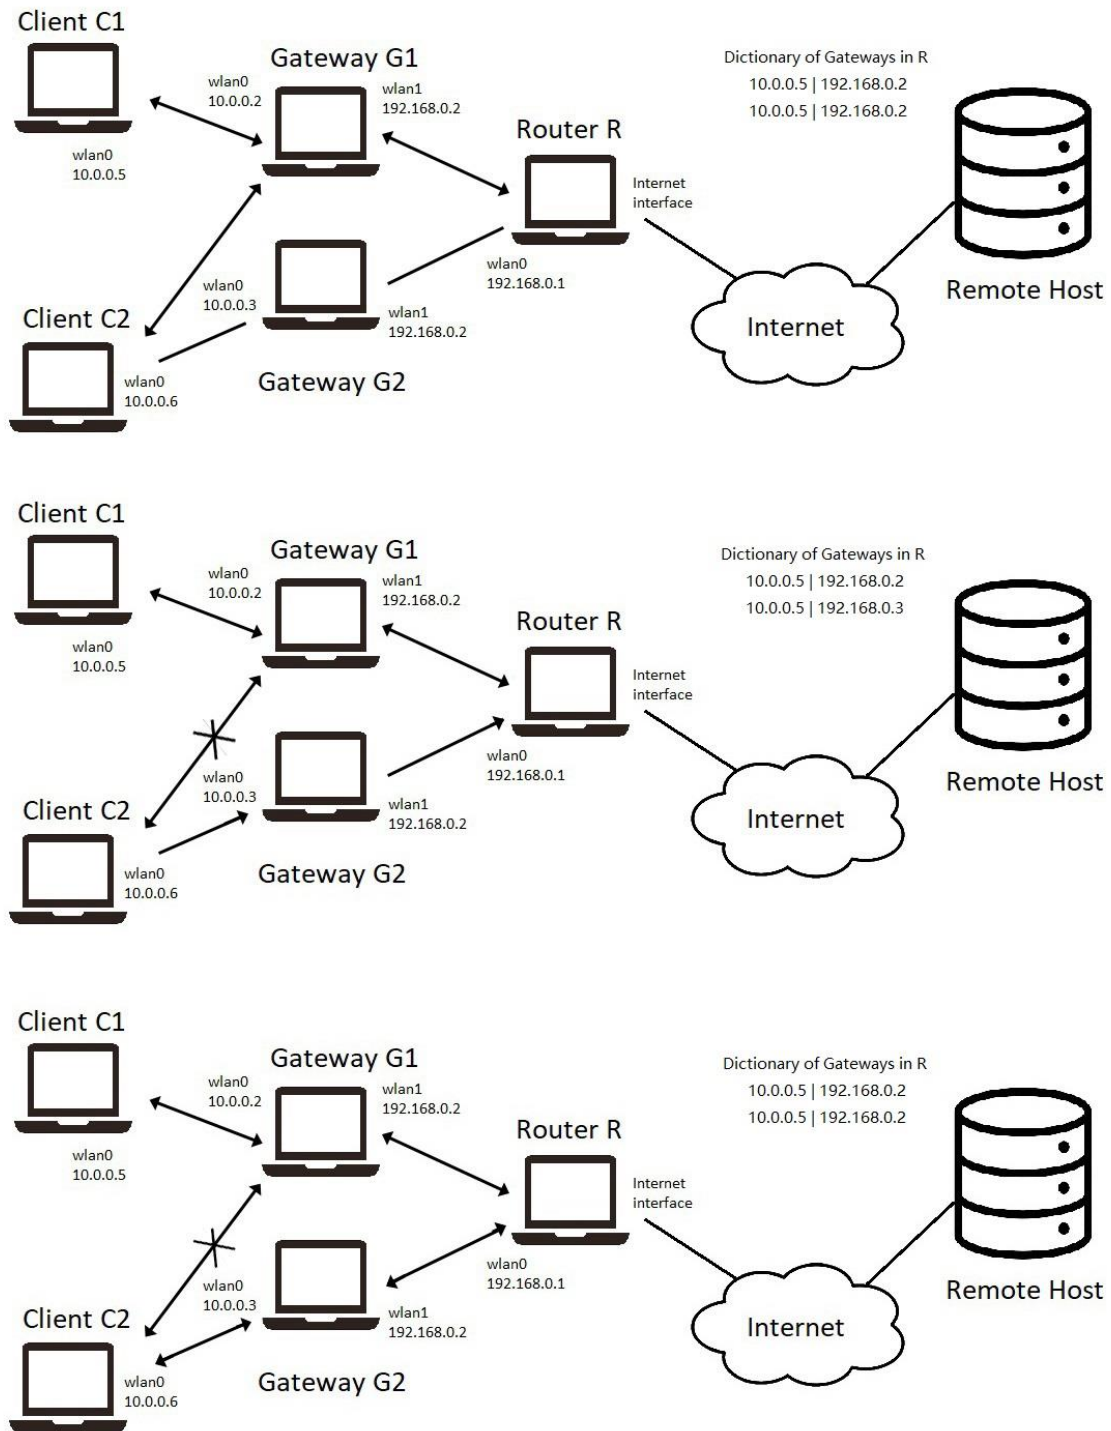 Client C1
wlan0
10.0.0.5
Gateway G1
wlan0
10.0.0.2
wlan1
192.168.0.2
Router R
Internet
interface
wlan0
192.168.0.1
Dictionary of Gateways in R
10.0.0.5 | 192.168.0.2
10.0.0.5 | 192.168.0.2
Remote Host
Internet
Client C2
wlan0
10.0.0.6
wlan0
10.0.0.3
wlan1
192.168.0.2
Gateway G2
Client C1
wlan0
10.0.0.5
Gateway G1
wlan0
10.0.0.2
wlan1
192.168.0.2
Router R
Internet
interface
wlan0
192.168.0.1
Dictionary of Gateways in R
10.0.0.5 | 192.168.0.2
10.0.0.5 | 192.168.0.3
Remote Host
Internet
Client C2
wlan0
10.0.0.6
wlan0
10.0.0.3
wlan1
192.168.0.2
Gateway G2
Client C1
wlan0
10.0.0.5
Gateway G1
wlan0
10.0.0.2
wlan1
192.168.0.2
Router R
Internet
interface
wlan0
192.168.0.1
Dictionary of Gateways in R
10.0.0.5 | 192.168.0.2
10.0.0.5 | 192.168.0.2
Remote Host
Internet
Client C2
wlan0
10.0.0.6
wlan0
10.0.0.3
wlan1
192.168.0.2
Gateway G2